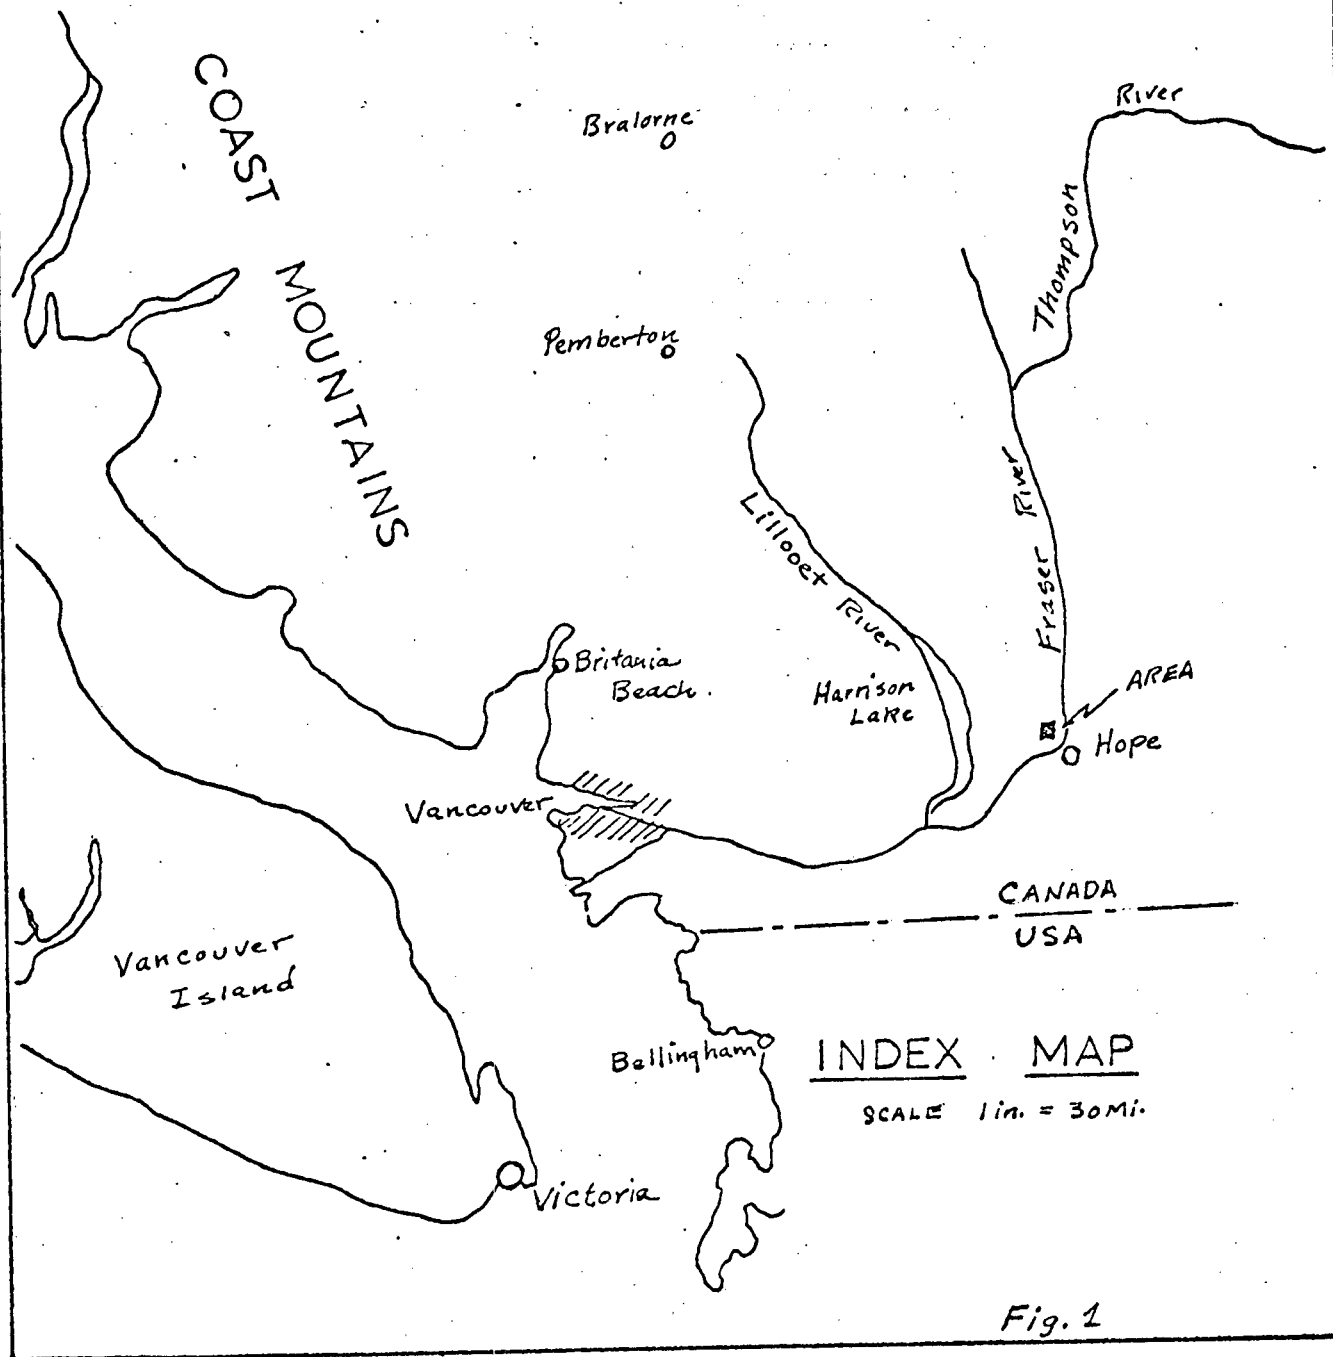 COAST MOUNTAINS
Bralorne
River
Thompson
Pemberton
Lillooet River
Fraser River
Britania
Beach.
Harrison
Lake
AREA
Hope
Vancouver
CANADA
USA
Vancouver
Island
Bellingham
INDEX MAP
SCALE 1 in. = 30 Mi.
Victoria
Fig. 1